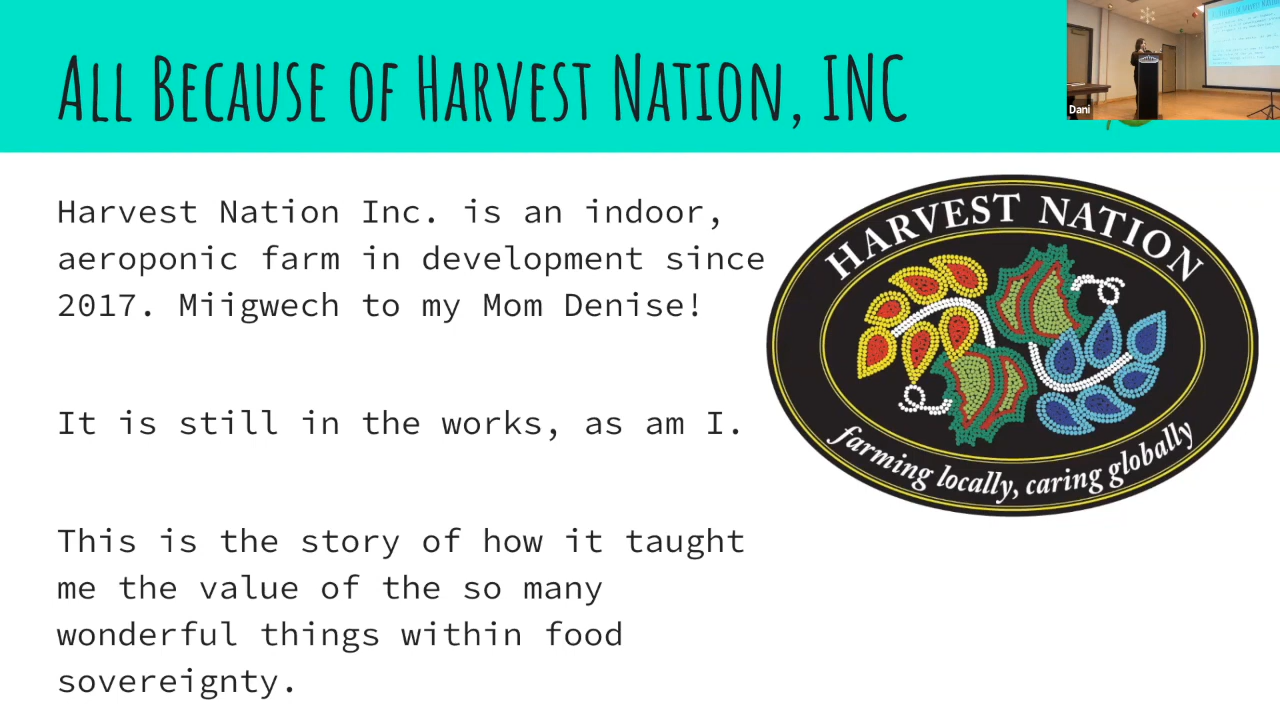 All Because of Harvest Nation, INC
Dani
Harvest Nation Inc. is an indoor,
aeroponic farm in development since
2017. Miigwech to my Mom Denise!
It is still in the works, as am I.
This is the story of how it taught
me the value of the so many
wonderful things within food
sovereignty.
HARVEST NATION
farming locally, caring globally